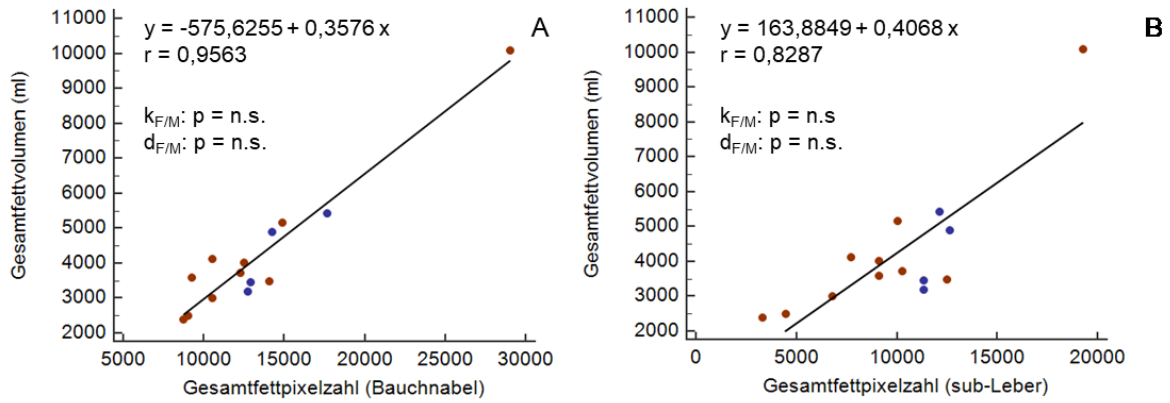 A
y = -575,6255 + 0,3576 x
r = 0,9563
kF/M: p = n.s.
dF/M: p = n.s.
Gesamtfettvolumen (ml)
11000
10000
9000
8000
7000
6000
5000
4000
3000
2000
5000 10000 15000 20000 25000 30000
Gesamtfettpixelzahl (Bauchnabel)
B
y = 163,8849 + 0,4068 x
r = 0,8287
kF/M: p = n.s
dF/M: p = n.s.
Gesamtfettvolumen (ml)
11000
10000
9000
8000
7000
6000
5000
4000
3000
2000
0 5000 10000 15000 20000
Gesamtfettpixelzahl (sub-Leber)